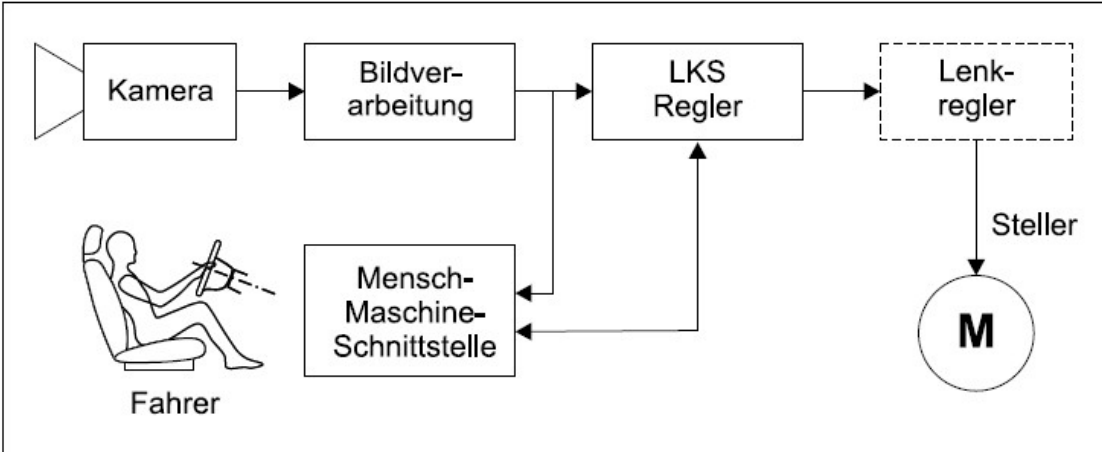 Kamera
Bildver-
arbeitung
LKS
Regler
Lenk-
regler
Steller
Mensch-
Maschine-
Schnittstelle
M
Fahrer